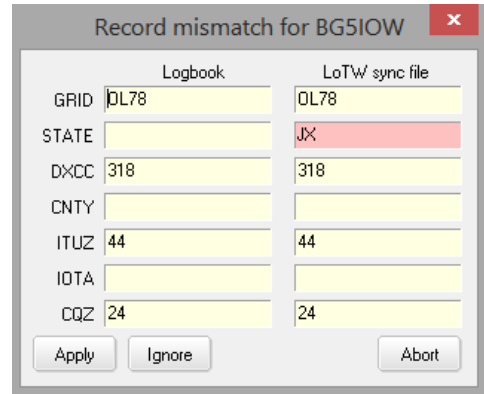 Record mismatch for BG5IOW
x
Logbook LoTW sync file
GRID OL78 OL78
STATE JX
DXCC 318 318
CNTY
ITUZ 44 44
IOTA
CQZ 24 24
Apply Ignore Abort